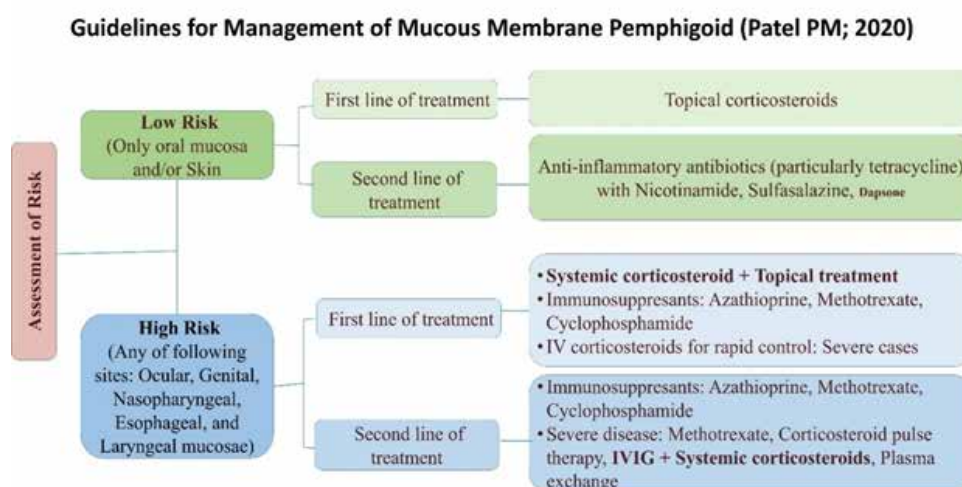 Guidelines for Management of Mucous Membrane Pemphigoid (Patel PM; 2020)
Assessment of Risk
Low Risk
(Only oral mucosa
and/or Skin
First line of treatment
Topical corticosteroids
Second line of
treatment
Anti-inflammatory antibiotics (particularly tetracycline)
with Nicotinamide, Sulfasalazine, Dapsone
High Risk
(Any of following
sites: Ocular, Genital,
Nasopharyngeal,
Esophageal, and
Laryngeal mucosae)
First line of treatment
•Systemic corticosteroid + Topical treatment
•Immunosuppresants: Azathioprine, Methotrexate,
Cyclophosphamide
•IV corticosteroids for rapid control: Severe cases
Second line of
treatment
•Immunosuppresants: Azathioprine, Methotrexate,
Cyclophosphamide
•Severe disease: Methotrexate, Corticosteroid pulse
therapy, IVIG + Systemic corticosteroids, Plasma
exchange